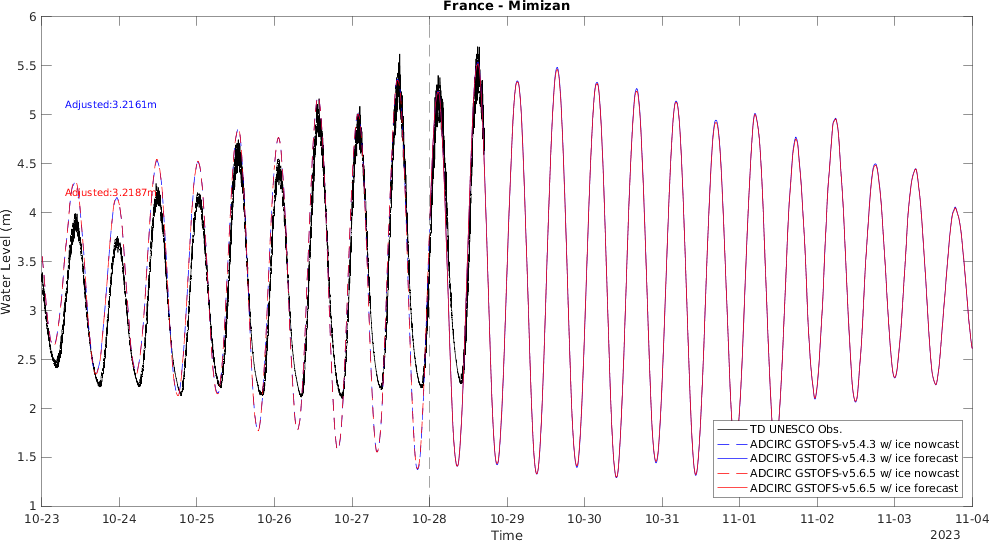 France - Mimizan
6
5.5
5
4.5
4
3.5
3
2.5
2
1.5
1
Water Level (m)
Adjusted:3.2161m
Adjusted:3.2187m
TD UNESCO Obs.
ADCIRC GSTOFS-v5.4.3 w/ ice nowcast
ADCIRC GSTOFS-v5.4.3 w/ ice forecast
ADCIRC GSTOFS-v5.6.5 w/ ice nowcast
ADCIRC GSTOFS-v5.6.5 w/ ice forecast
10-23 10-24 10-25 10-26 10-27 10-28 10-29 10-30 10-31 11-01 11-02 11-03 11-04
Time
2023